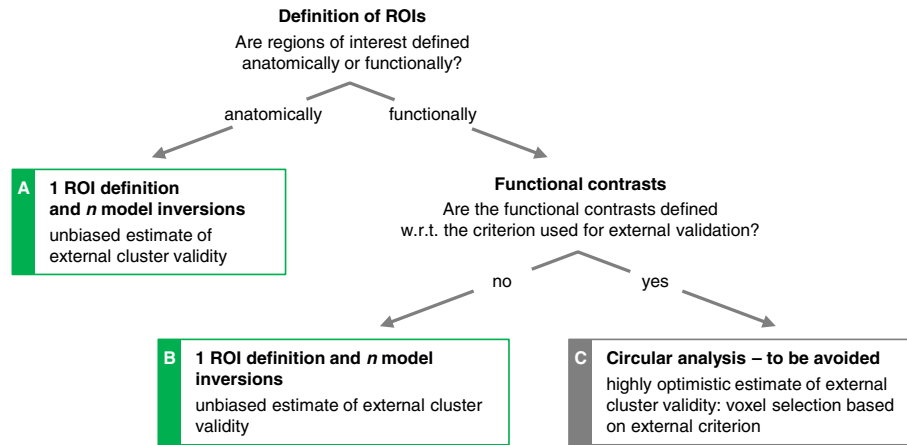 Definition of ROIs
Are regions of interest defined
anatomically or functionally?
anatomically
functionally
A
1 ROI definition
and n model inversions
unbiased estimate of
external cluster validity
Functional contrasts
Are the functional contrasts defined
w.r.t. the criterion used for external validation?
no
yes
B
1 ROI definition and n model
inversions
unbiased estimate of external cluster
validity
C
Circular analysis – to be avoided
highly optimistic estimate of external
cluster validity: voxel selection based
on external criterion